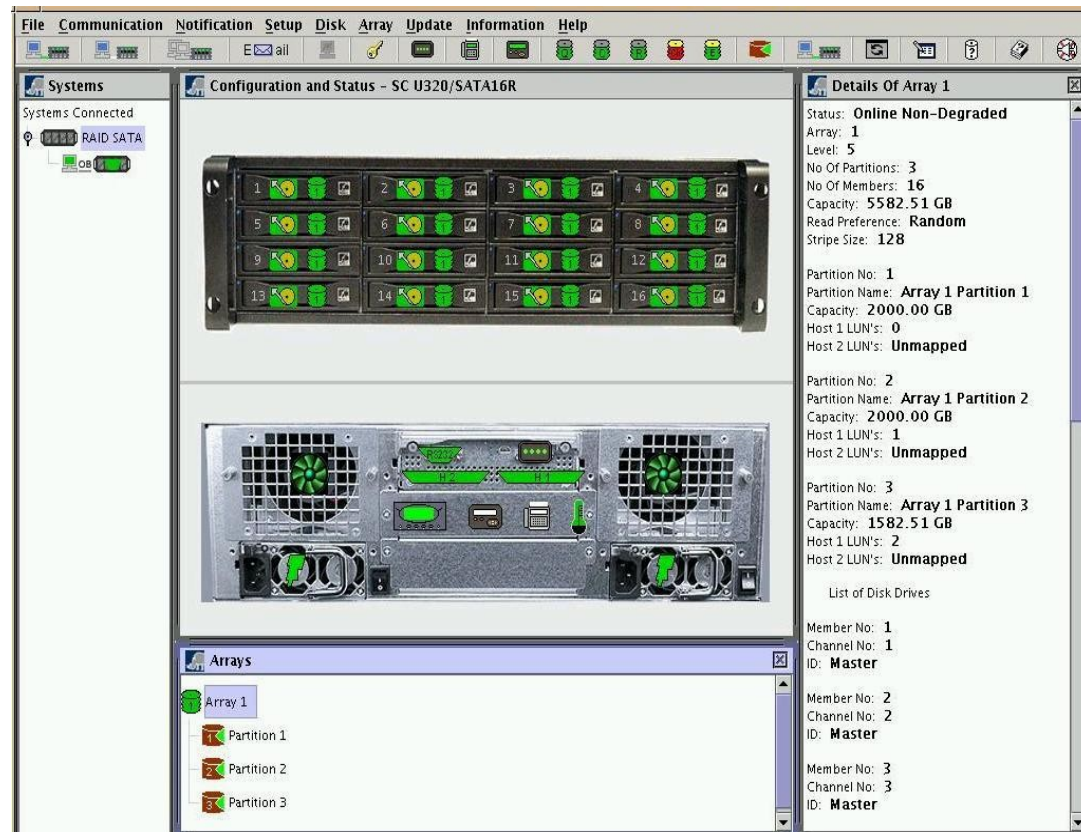 File Communication Notification Setup Disk Array Update Information Help
E ail
Systems
Systems Connected
RAID SATA
OB
Configuration and Status - SC U320/SATA16R
1 2 3 4
5 6 7 8
9 10 11 12
13 14 15 16
RS232
H 2 H 1
Arrays
1 Array 1
1 Partition 1
2 Partition 2
3 Partition 3
Details Of Array 1
Status: Online Non-Degraded
Array: 1
Level: 5
No Of Partitions: 3
No Of Members: 16
Capacity: 5582.51 GB
Read Preference: Random
Stripe Size: 128
Partition No: 1
Partition Name: Array 1 Partition 1
Capacity: 2000.00 GB
Host 1 LUN's: 0
Host 2 LUN's: Unmapped
Partition No: 2
Partition Name: Array 1 Partition 2
Capacity: 2000.00 GB
Host 1 LUN's: 1
Host 2 LUN's: Unmapped
Partition No: 3
Partition Name: Array 1 Partition 3
Capacity: 1582.51 GB
Host 1 LUN's: 2
Host 2 LUN's: Unmapped
List of Disk Drives
Member No: 1
Channel No: 1
ID: Master
Member No: 2
Channel No: 2
ID: Master
Member No: 3
Channel No: 3
ID: Master